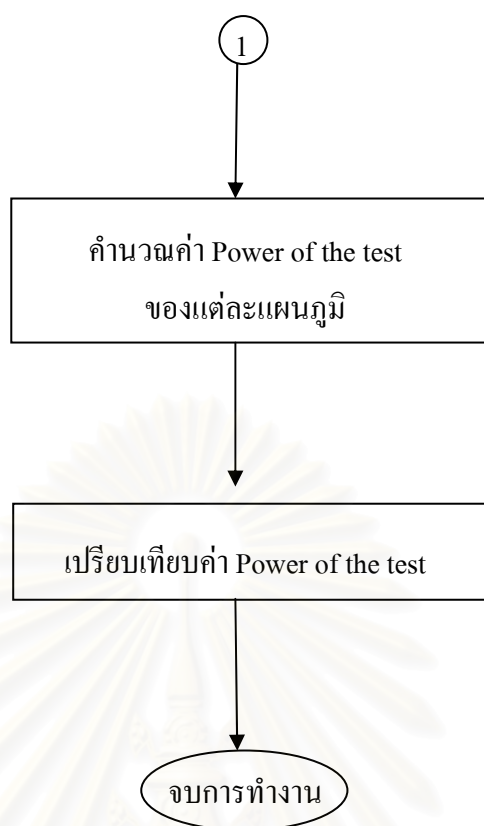 1
คำนวณค่า Power of the test
ของแต่ละแผนภูมิ
เปรียบเทียบค่า Power of the test
จบการทำงาน